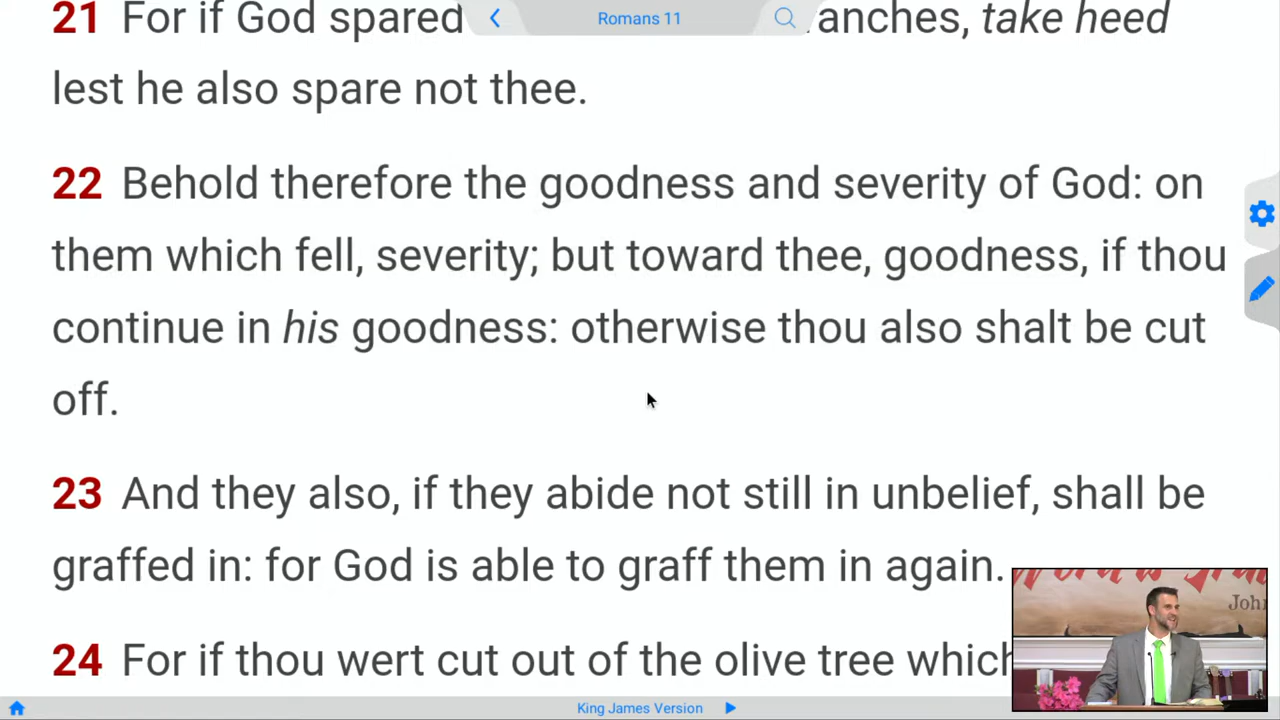 21 For if God spared anches, take heed
Romans 11
lest he also spare not thee.
22 Behold therefore the goodness and severity of God: on
them which fell, severity; but toward thee, goodness, if thou
continue in his goodness: otherwise thou also shalt be cut
off.
23 And they also, if they abide not still in unbelief, shall be
graffed in: for God is able to graff them in again.
24 For if thou wert cut out of the olive tree which
Word is
John
King James Version